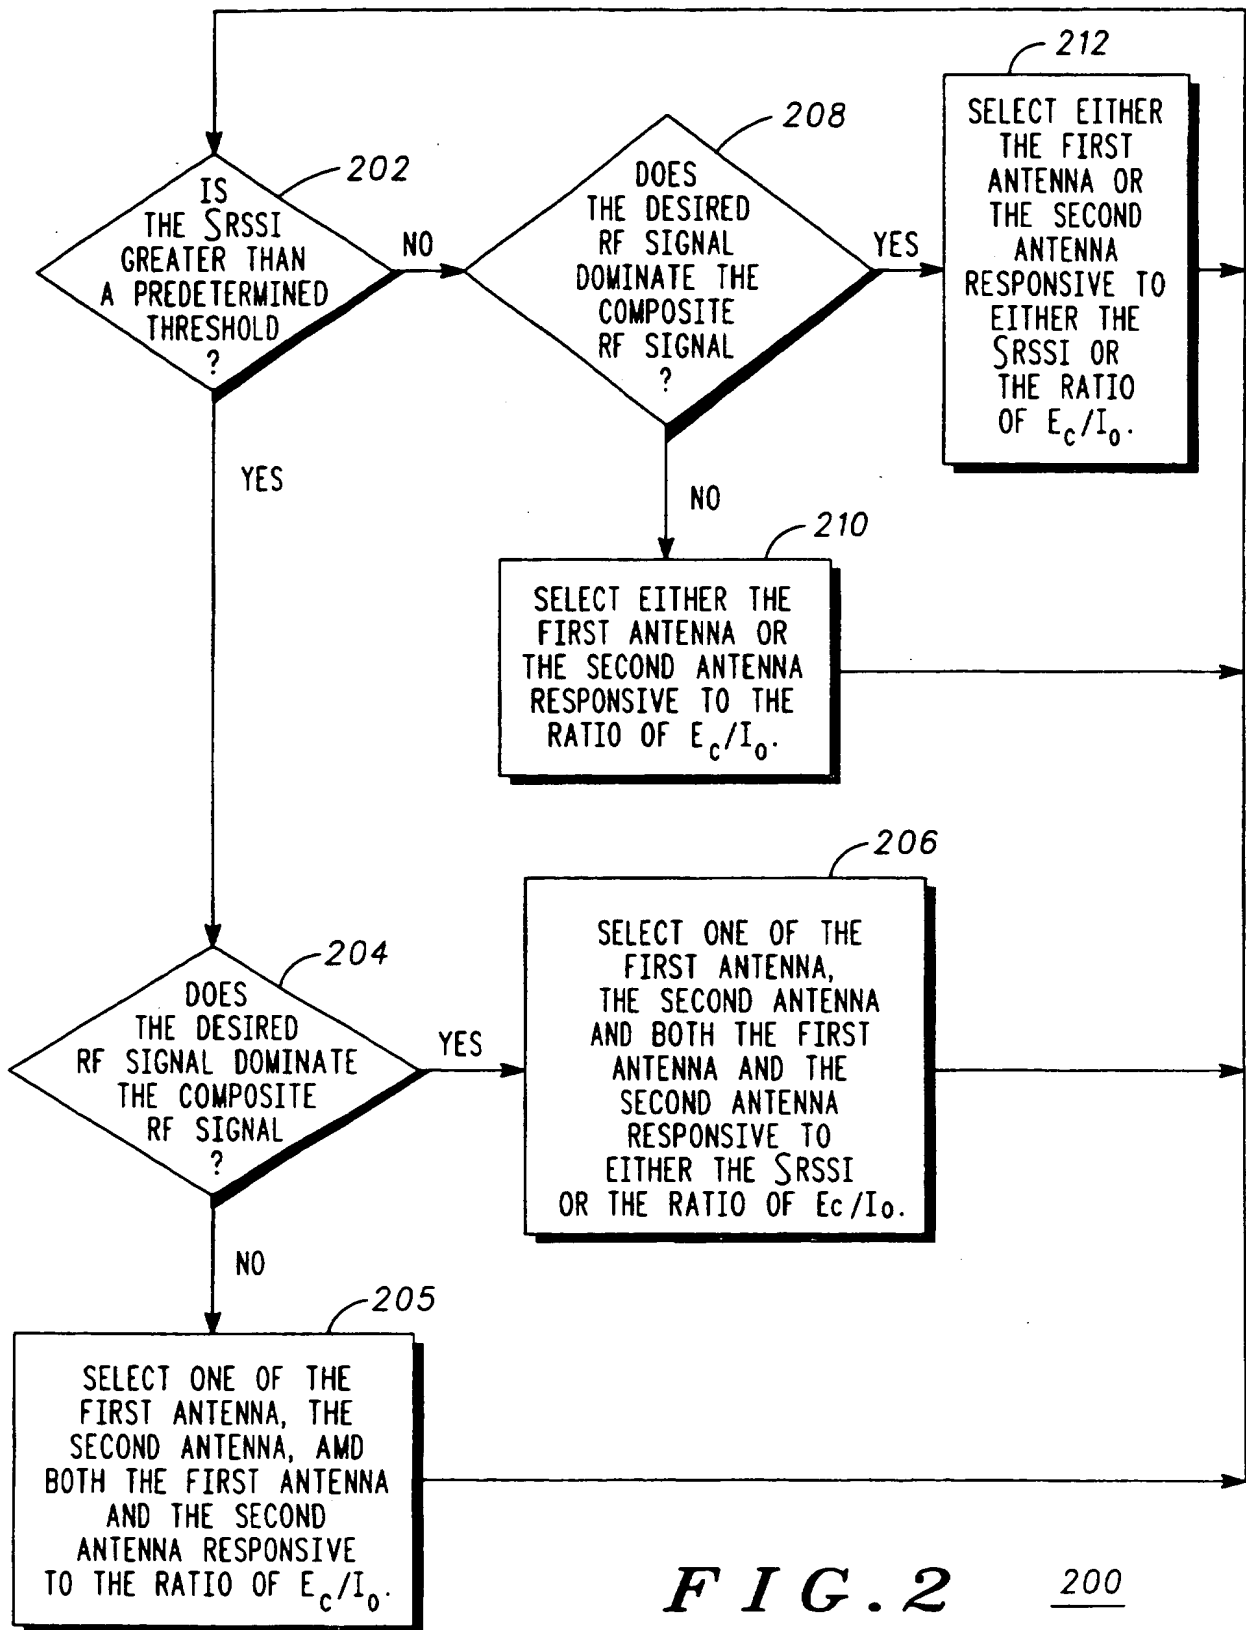 212
SELECT EITHER
THE FIRST
ANTENNA OR
THE SECOND
ANTENNA
RESPONSIVE TO
EITHER THE
SRSSI OR
THE RATIO
OF Ec/Io.
208
DOES
THE DESIRED
RF SIGNAL
DOMINATE THE
COMPOSITE
RF SIGNAL
?
202
IS
THE SRSSI
GREATER THAN
A PREDETERMINED
THRESHOLD
?
NO
YES
YES
NO
210
SELECT EITHER THE
FIRST ANTENNA OR
THE SECOND ANTENNA
RESPONSIVE TO THE
RATIO OF Ec/Io.
206
SELECT ONE OF THE
FIRST ANTENNA,
THE SECOND ANTENNA
AND BOTH THE FIRST
ANTENNA AND THE
SECOND ANTENNA
RESPONSIVE TO
EITHER THE SRSSI
OR THE RATIO OF Ec/Io.
204
DOES
THE DESIRED
RF SIGNAL DOMINATE
THE COMPOSITE
RF SIGNAL
?
YES
NO
205
SELECT ONE OF THE
FIRST ANTENNA, THE
SECOND ANTENNA, AMD
BOTH THE FIRST ANTENNA
AND THE SECOND
ANTENNA RESPONSIVE
TO THE RATIO OF Ec/Io.
FIG.2
200